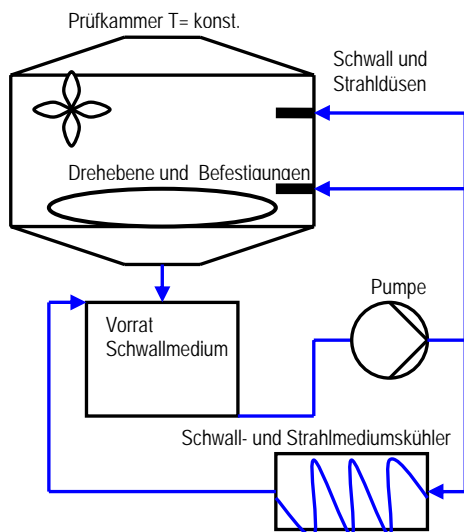 Prüfkammer T= konst.
Schwall und
Strahldüsen
Drehebene und Befestigungen
Pumpe
Vorrat
Schwallmedium
Schwall- und Strahlmediumskühler